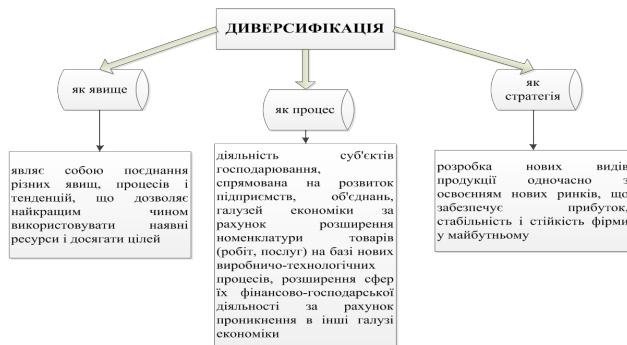 ДИВЕРСИФІКАЦІЯ
як явище
як процес
як
стратегія
являє собою поєднання
різних явищ, процесів і
тенденцій, що дозволяє
найкращим чином
використовувати наявні
ресурси і досягати цілей
діяльність суб'єктів
господарювання,
спрямована на розвиток
підприємств, об'єднань,
галузей економіки за
рахунок розширення
номенклатури товарів
(робіт, послуг) на базі нових
виробничо-технологічних
процесів, розширення сфер
їх фінансово-господарської
діяльності за рахунок
проникнення в інші галузі
економіки
розробка нових видів
продукції одночасно з
освоєнням нових ринків, що
забезпечує прибуток,
стабільність і стійкість фірми
у майбутньому